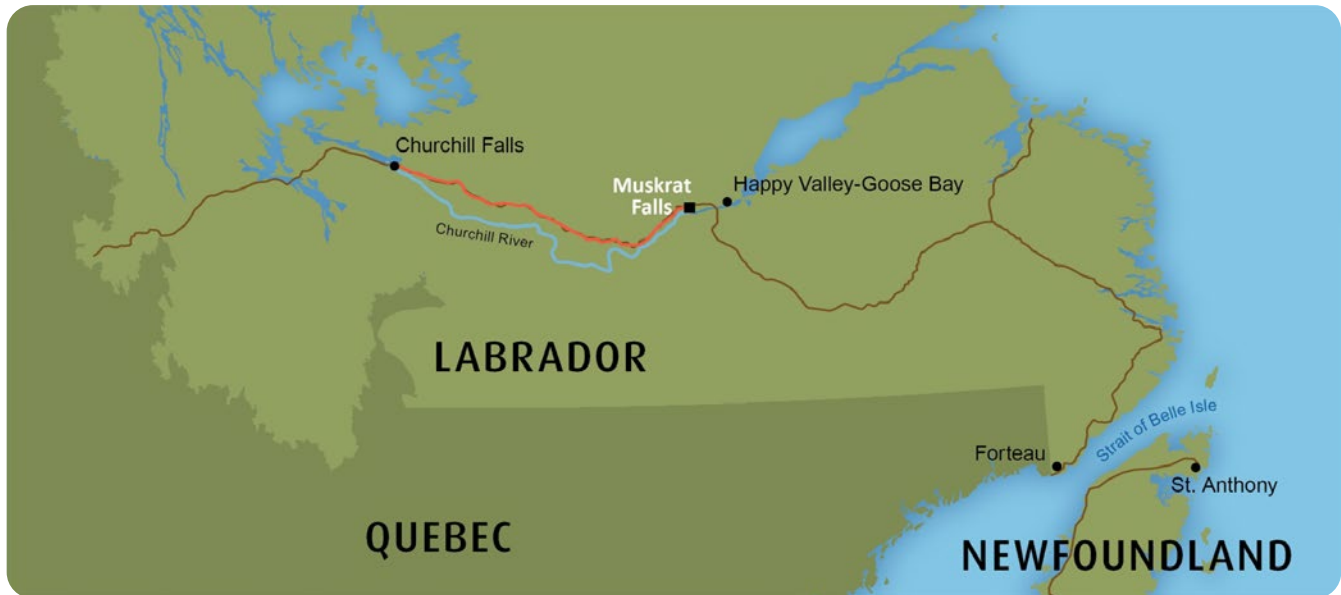 Churchill Falls
Muskrat
Falls
Happy Valley-Goose Bay
Churchill River
LABRADOR
Strait of Belle Isle
Forteau
St. Anthony
QUEBEC
NEWFOUNDLAND